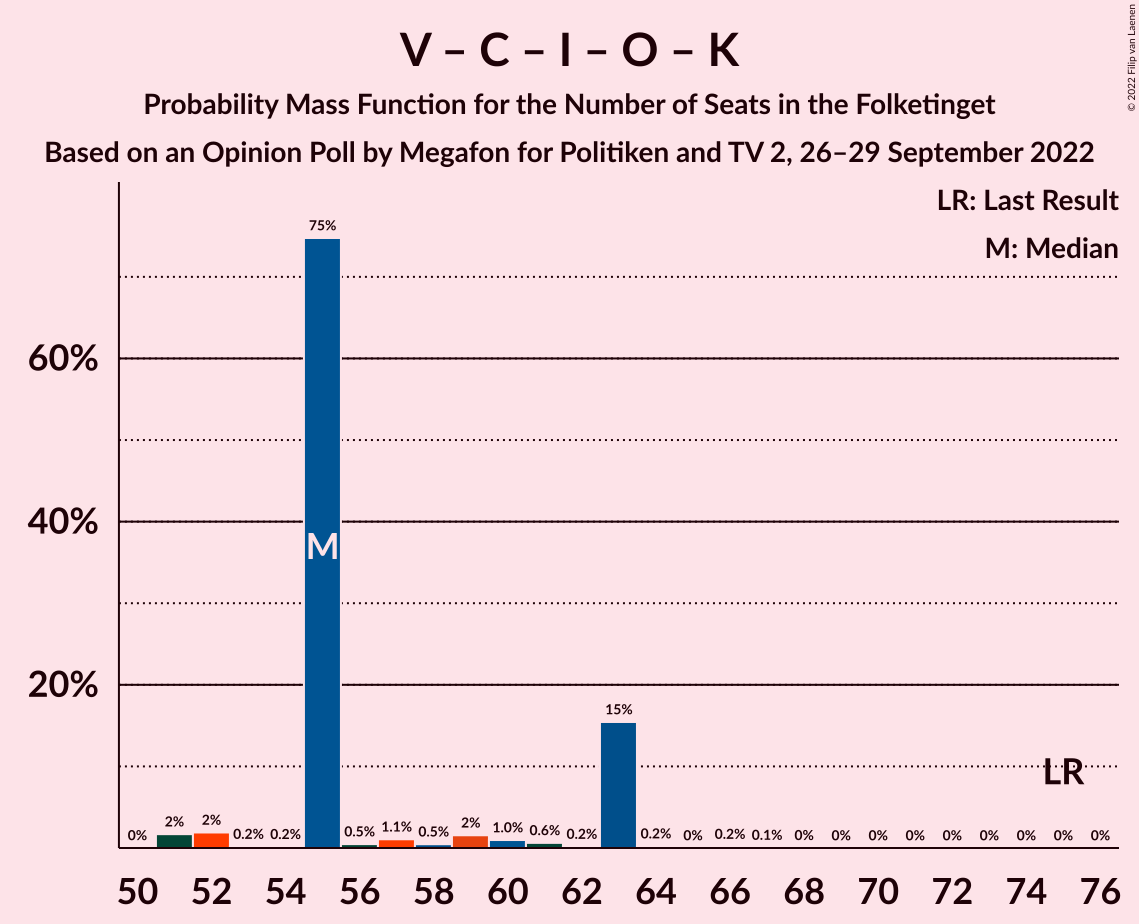 V – C – I – O – K
Probability Mass Function for the Number of Seats in the Folketinget
Based on an Opinion Poll by Megafon for Politiken and TV 2, 26–29 September 2022
© 2022 Filip van Laenen
LR: Last Result
M: Median
60%
40%
20%
0% 2% 2% 0.2% 0.2% 75% 0.5% 1.1% 0.5% 2% 1.0% 0.6% 0.2% 15% 0.2% 0% 0.2% 0.1% 0% 0% 0% 0% 0% 0% 0% 0% 0%
M
LR
50 52 54 56 58 60 62 64 66 68 70 72 74 76